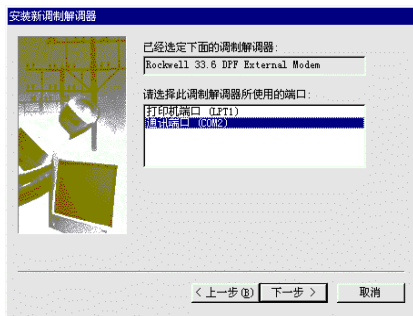 安装新调制解调器
已经选定下面的调制解调器:
Rockwell 33.6 DPF External Modem
请选择此调制解调器所使用的端口:
打印机端口 (LPT1)
通讯端口 (COM2)
< 上一步(B)
下一步 >
取消